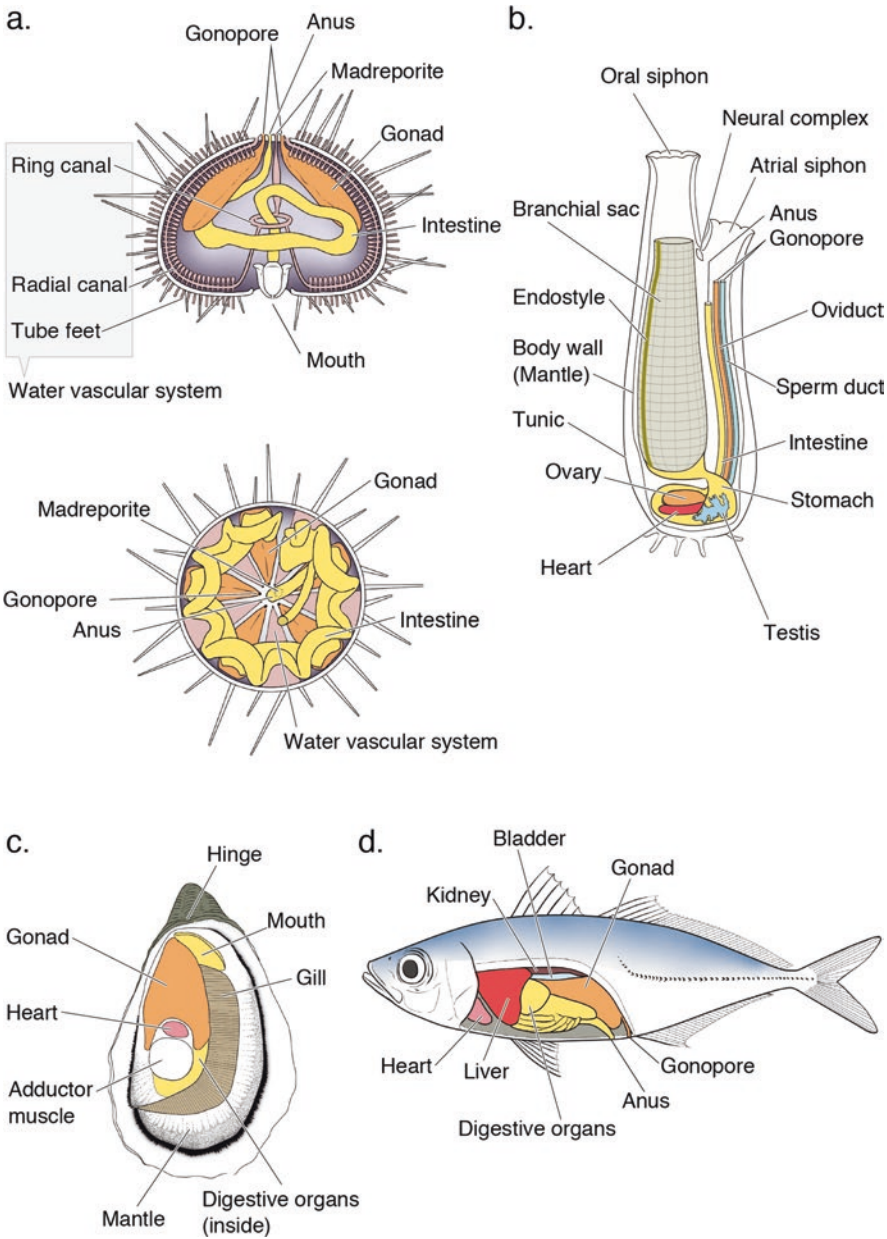 a.
Gonopore
Anus
Madreporite
Gonad
Ring canal
Intestine
Radial canal
Tube feet
Mouth
Water vascular system
Gonad
Madreporite
Gonopore
Anus
Intestine
Water vascular system
b.
Oral siphon
Neural complex
Atrial siphon
Branchial sac
Anus
Gonopore
Endostyle
Oviduct
Body wall
(Mantle)
Sperm duct
Tunic
Intestine
Ovary
Stomach
Heart
Testis
c.
Hinge
Mouth
Gonad
Gill
Heart
Adductor
muscle
Mantle
Digestive organs
(inside)
d.
Bladder
Gonad
Kidney
Heart
Liver
Gonopore
Anus
Digestive organs